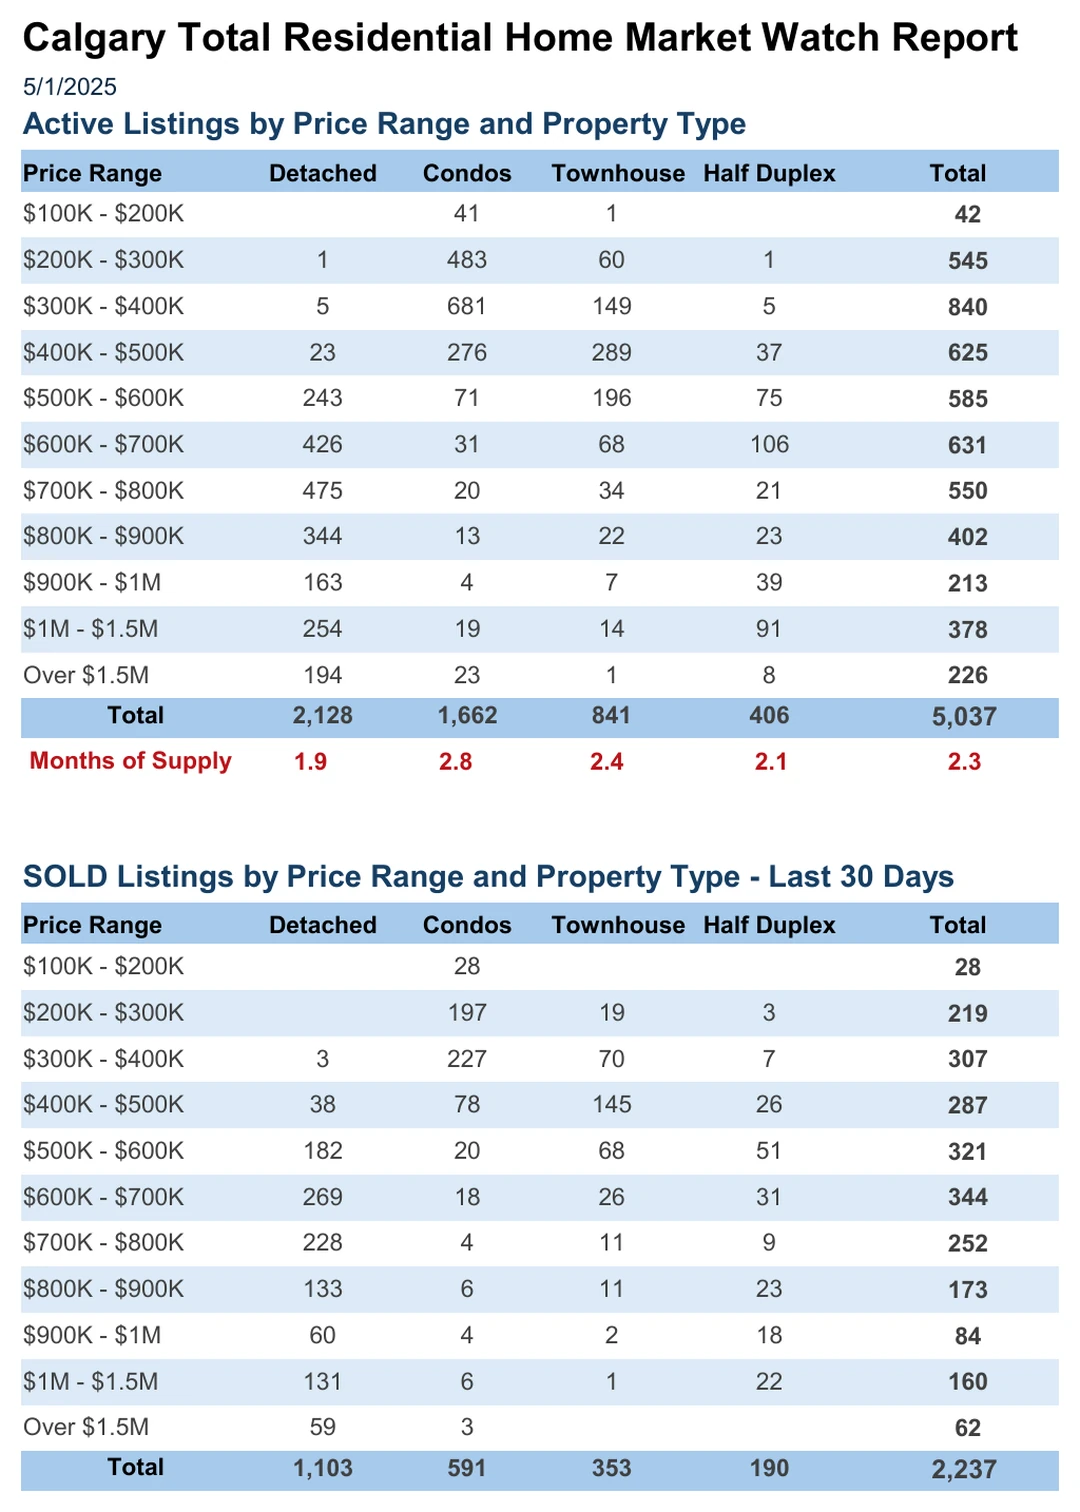 Calgary Total Residential Home Market Watch Report
5/1/2025
Active Listings by Price Range and Property Type
Price Range Detached Condos Townhouse Half Duplex Total
$100K - $200K 41 1 42
$200K - $300K 1 483 60 1 545
$300K - $400K 5 681 149 5 840
$400K - $500K 23 276 289 37 625
$500K - $600K 243 71 196 75 585
$600K - $700K 426 31 68 106 631
$700K - $800K 475 20 34 21 550
$800K - $900K 344 13 22 23 402
$900K - $1M 163 4 7 39 213
$1M - $1.5M 254 19 14 91 378
Over $1.5M 194 23 1 8 226
Total 2,128 1,662 841 406 5,037
Months of Supply 1.9 2.8 2.4 2.1 2.3
SOLD Listings by Price Range and Property Type - Last 30 Days
Price Range Detached Condos Townhouse Half Duplex Total
$100K - $200K 28 28
$200K - $300K 197 19 3 219
$300K - $400K 3 227 70 7 307
$400K - $500K 38 78 145 26 287
$500K - $600K 182 20 68 51 321
$600K - $700K 269 18 26 31 344
$700K - $800K 228 4 11 9 252
$800K - $900K 133 6 11 23 173
$900K - $1M 60 4 2 18 84
$1M - $1.5M 131 6 1 22 160
Over $1.5M 59 3 62
Total 1,103 591 353 190 2,237